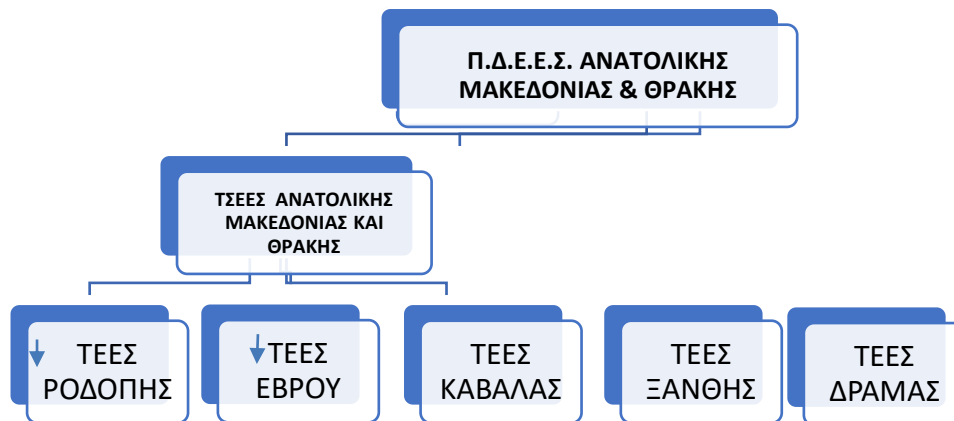 Π.Δ.Ε.Ε.Σ. ΑΝΑΤΟΛΙΚΗΣ
ΜΑΚΕΔΟΝΙΑΣ & ΘΡΑΚΗΣ
ΤΣΕΕΣ ΑΝΑΤΟΛΙΚΗΣ
ΜΑΚΕΔΟΝΙΑΣ ΚΑΙ
ΘΡΑΚΗΣ
ΤΕΕΣ
ΡΟΔΟΠΗΣ
ΤΕΕΣ
ΕΒΡΟΥ
ΤΕΕΣ
ΚΑΒΑΛΑΣ
ΤΕΕΣ
ΞΑΝΘΗΣ
ΤΕΕΣ
ΔΡΑΜΑΣ